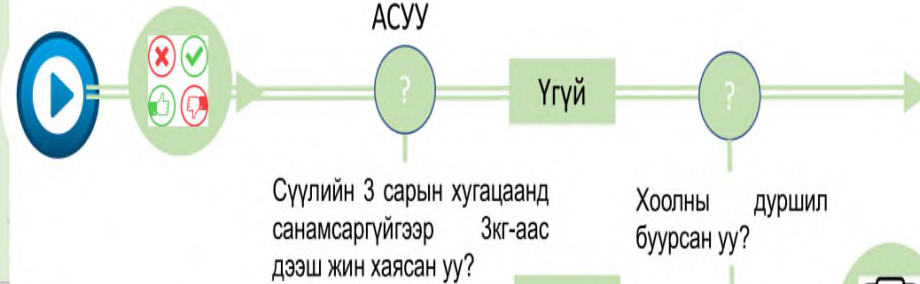 АСУУ
?
Үгүй
?
Сүүлийн 3 сарын хугацаанд
санамсаргүйгээр 3кг-аас
дээш жин хаясан уу?
Хоолны дуршил
буурсан уу?